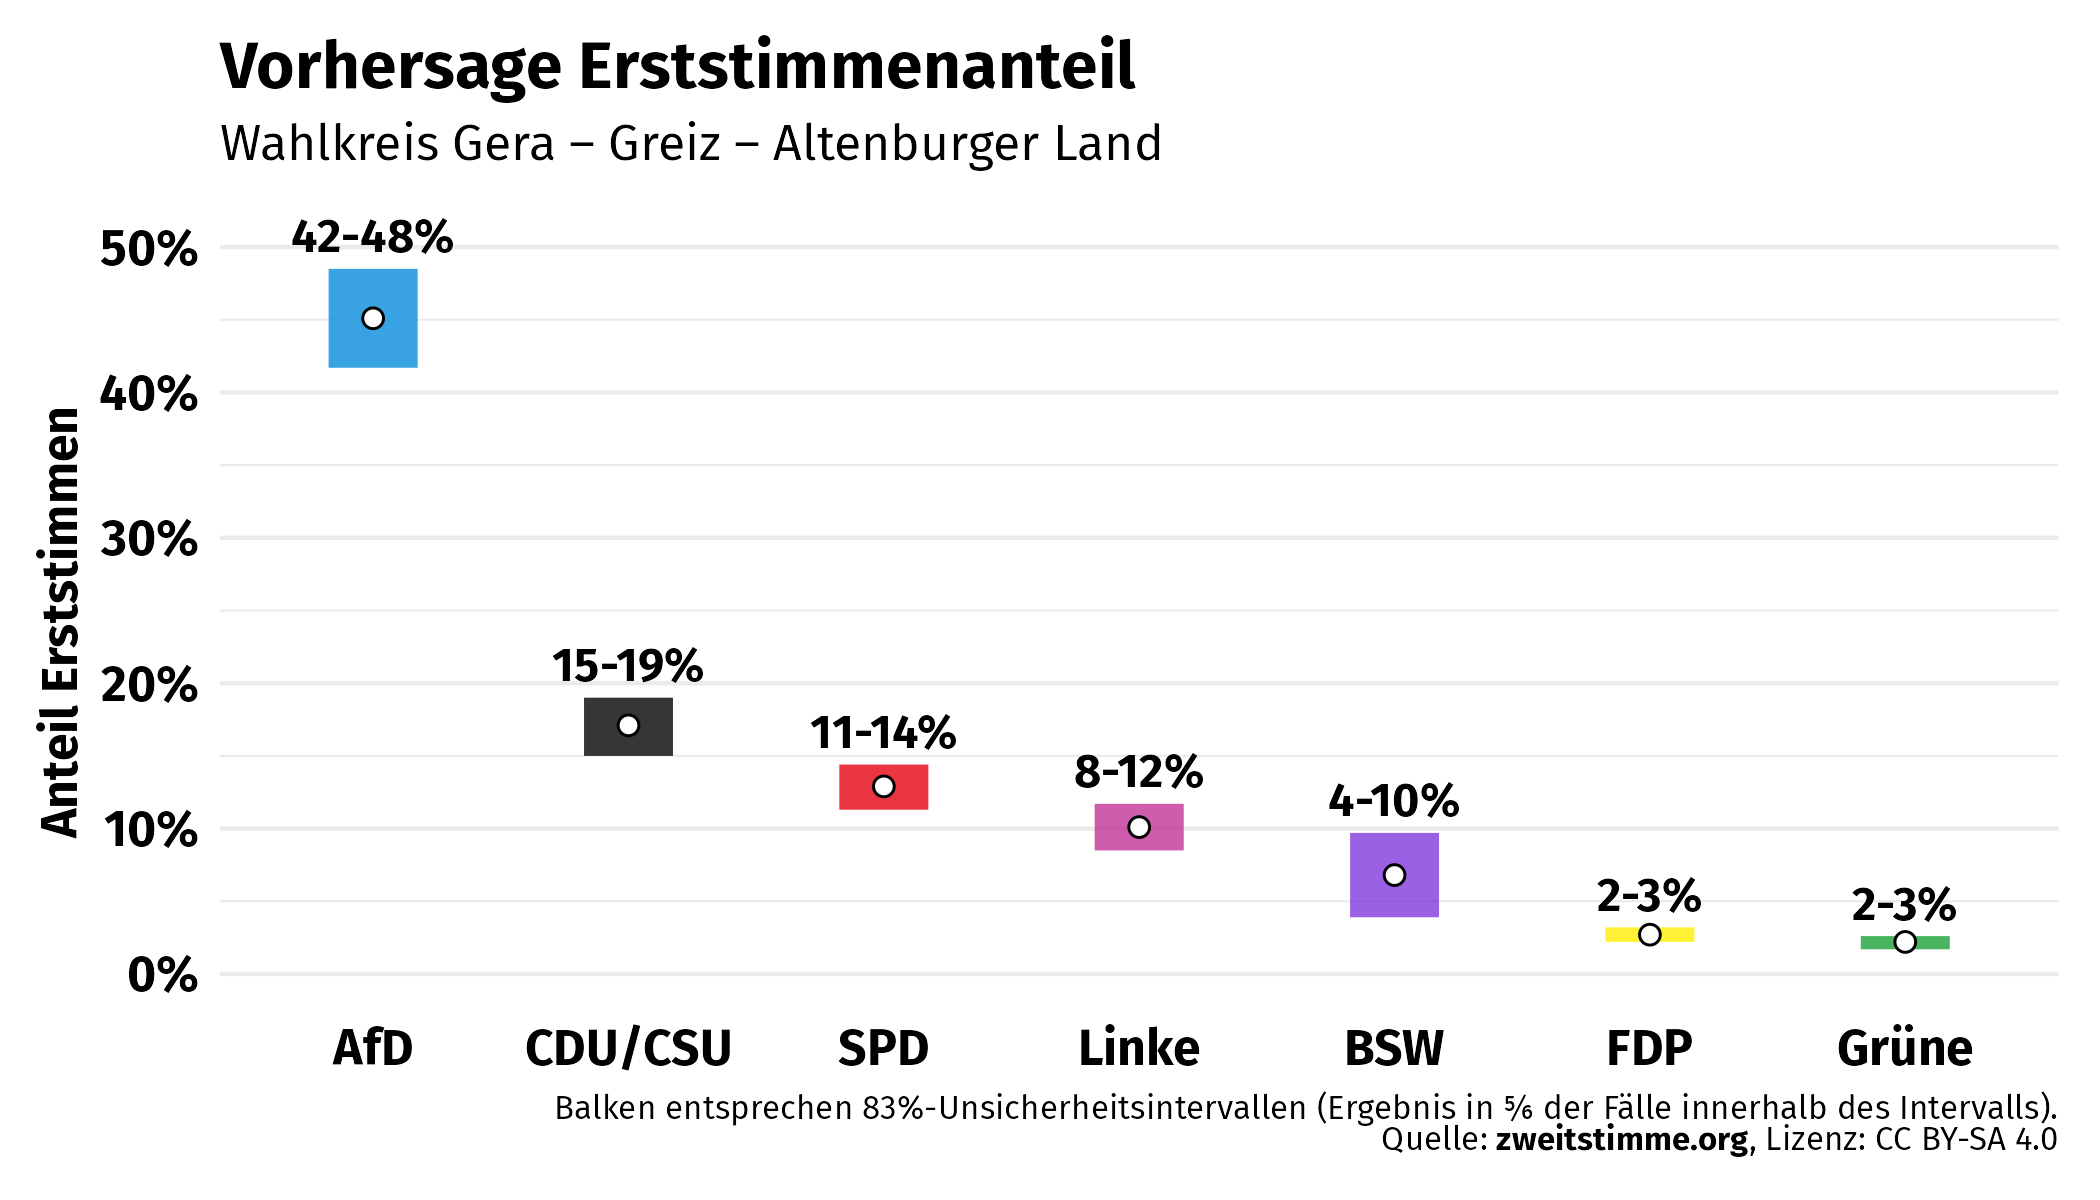 Vorhersage Erststimmenanteil
Wahlkreis Gera – Greiz – Altenburger Land
Anteil Erststimmen
50%
40%
30%
20%
10%
0%
42-48%
15-19%
11-14%
8-12%
4-10%
2-3%
2-3%
AfD
CDU/CSU
SPD
Linke
BSW
FDP
Grüne
Balken entsprechen 83%-Unsicherheitsintervallen (Ergebnis in ⅚ der Fälle innerhalb des Intervalls).
Quelle: zweitstimme.org, Lizenz: CC BY-SA 4.0